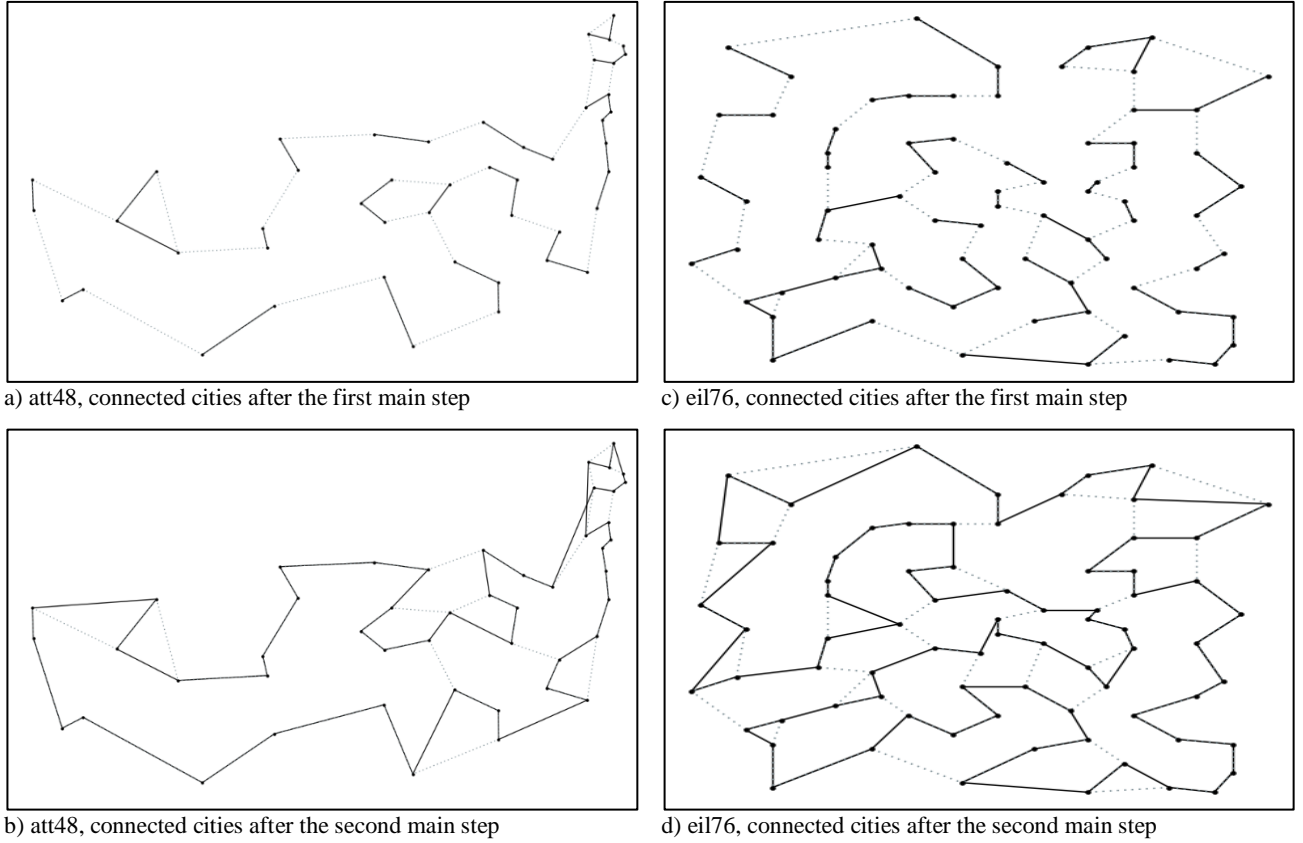 a) att48, connected cities after the first main step
c) eil76, connected cities after the first main step
b) att48, connected cities after the second main step
d) eil76, connected cities after the second main step